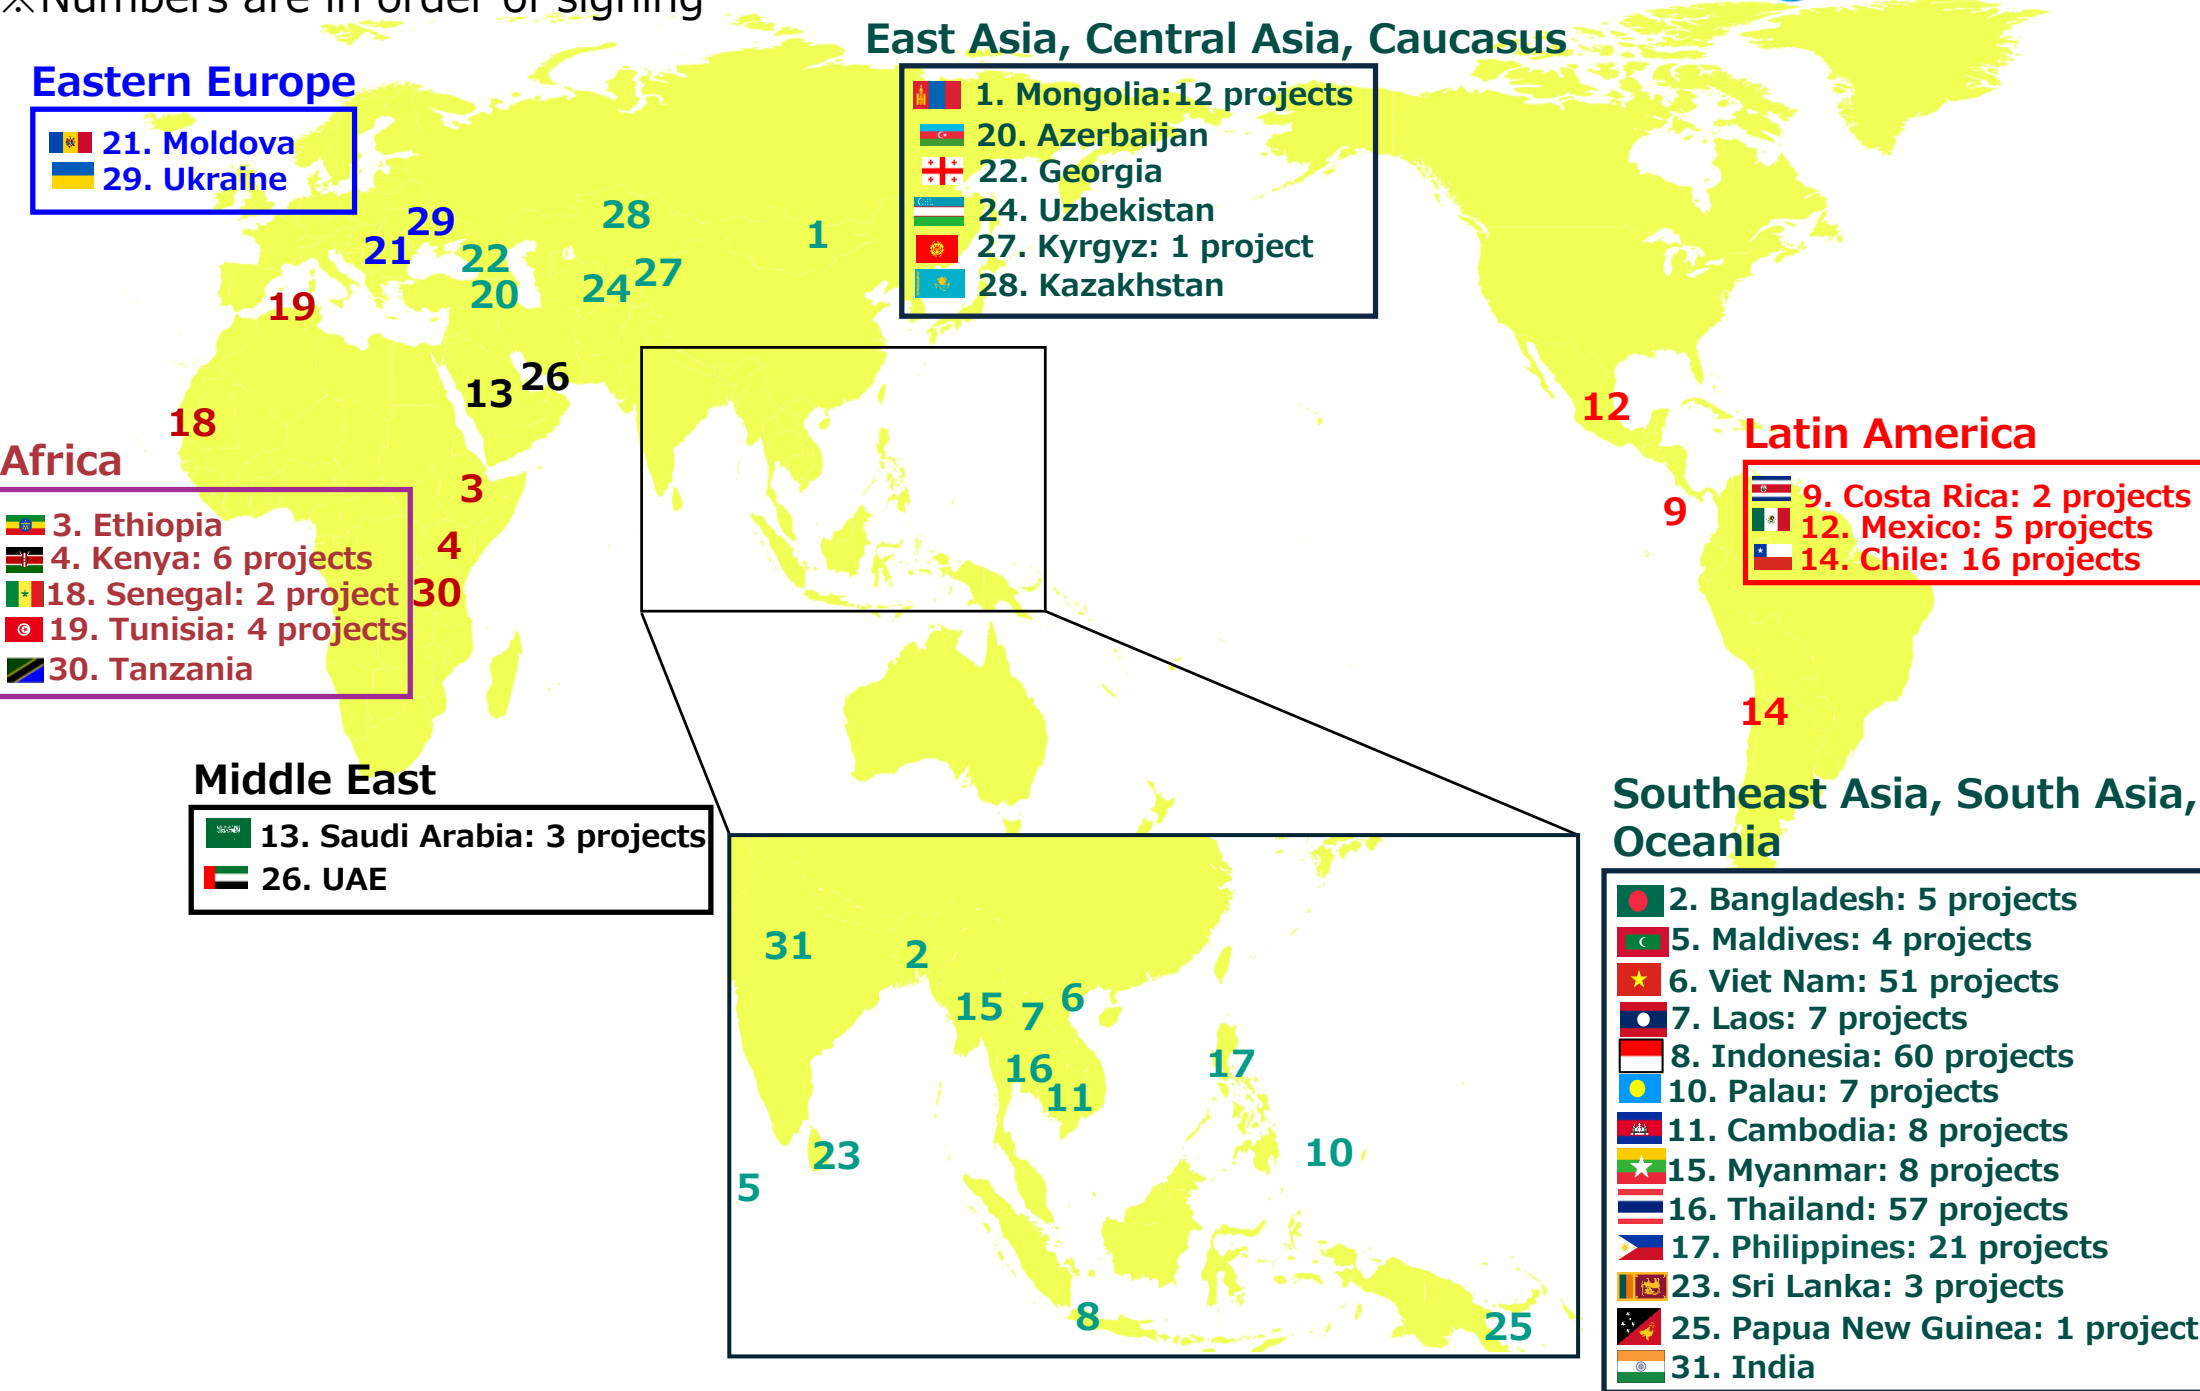 ※Numbers are in order of signing
East Asia, Central Asia, Caucasus
1. Mongolia:12 projects
20. Azerbaijan
22. Georgia
24. Uzbekistan
27. Kyrgyz: 1 project
28. Kazakhstan
Eastern Europe
21. Moldova
29. Ukraine
29
28
1
21
22
27
20
24
19
26
13
18
12
3
9
4
30
14
Africa
3. Ethiopia
4. Kenya: 6 projects
18. Senegal: 2 project
19. Tunisia: 4 projects
30. Tanzania
Latin America
9. Costa Rica: 2 projects
12. Mexico: 5 projects
14. Chile: 16 projects
Middle East
13. Saudi Arabia: 3 projects
26. UAE
31
2
15
7
6
16
11
17
23
10
5
8
25
Southeast Asia, South Asia,
Oceania
2. Bangladesh: 5 projects
5. Maldives: 4 projects
6. Viet Nam: 51 projects
7. Laos: 7 projects
8. Indonesia: 60 projects
10. Palau: 7 projects
11. Cambodia: 8 projects
15. Myanmar: 8 projects
16. Thailand: 57 projects
17. Philippines: 21 projects
23. Sri Lanka: 3 projects
25. Papua New Guinea: 1 project
31. India